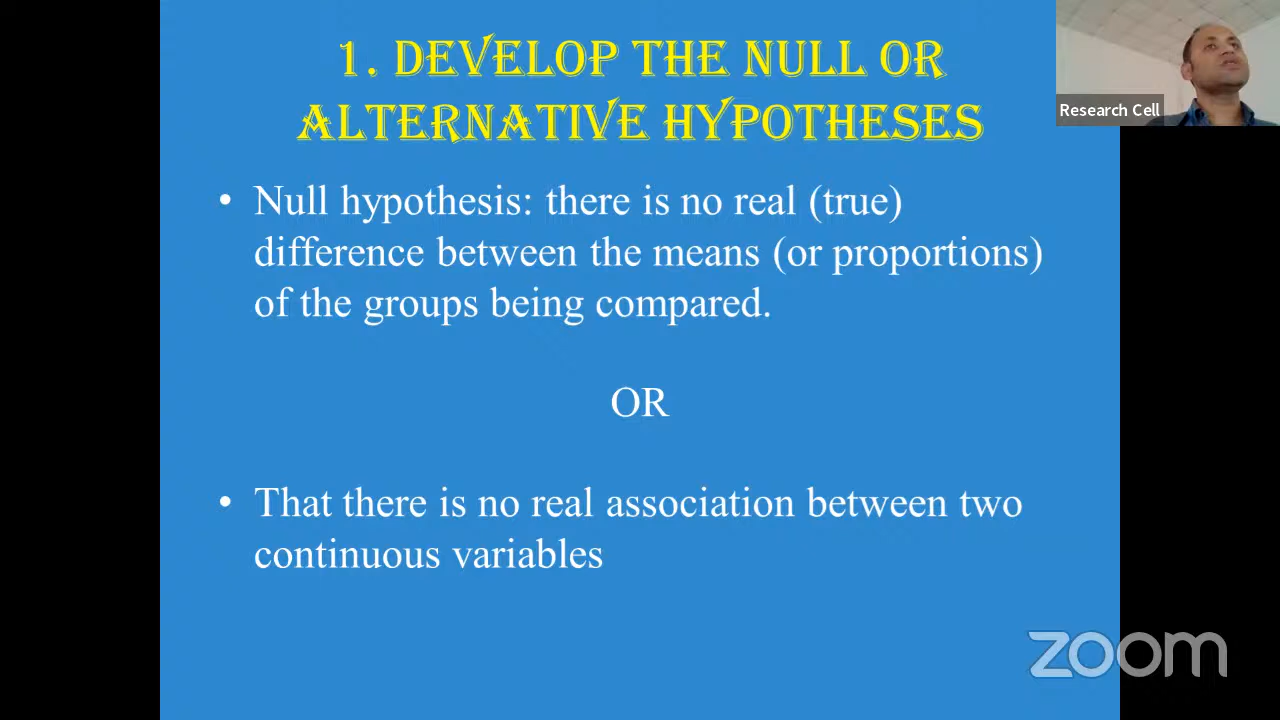 1. DEVELOP THE NULL OR
ALTERNATIVE HYPOTHESES
Research Cell
• Null hypothesis: there is no real (true)
difference between the means (or proportions)
of the groups being compared.
OR
• That there is no real association between two
continuous variables
zoom